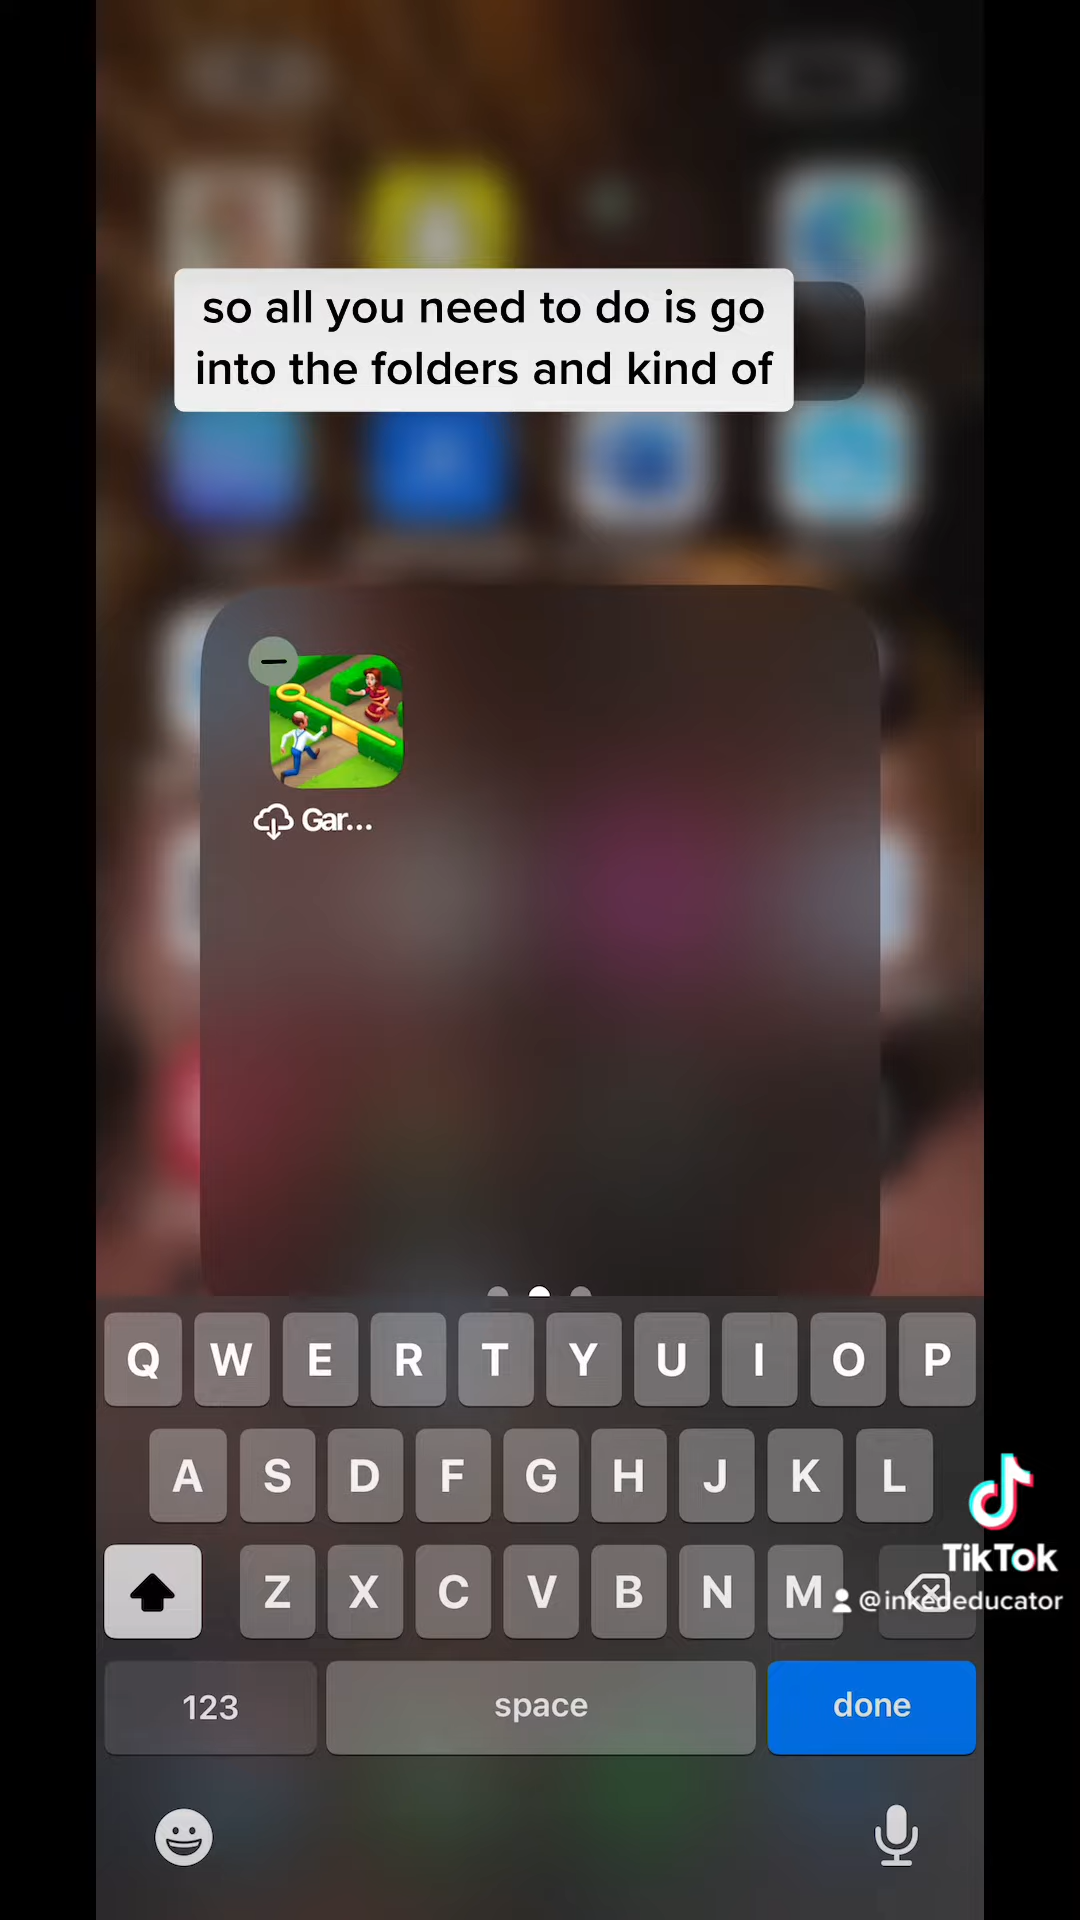 so all you need to do is go
into the folders and kind of
Gar...
Q W E R T Y U I O P
A S D F G H J K L
Z X C V B N M
TikTok
@inkededucator
123 space done